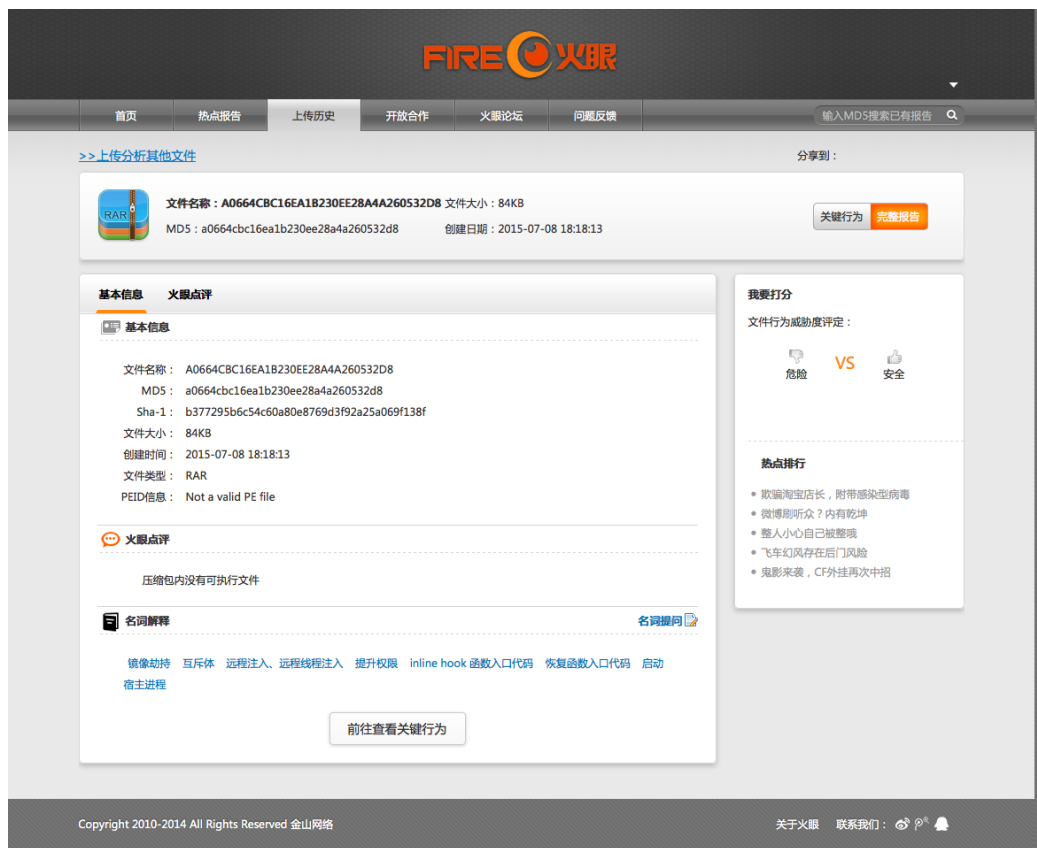 FIRE 火眼
首页 热点报告 上传历史 开放合作 火眼论坛 问题反馈 输入MD5搜索已有报告
>>上传分析其他文件 分享到：
RAR
文件名称：A0664CBC16EA1B230EE28A4A260532D8 文件大小：84KB
MD5：a0664cbc16ea1b230ee28a4a260532d8 创建日期：2015-07-08 18:18:13
关键行为 完整报告
基本信息 火眼点评
基本信息
文件名称： A0664CBC16EA1B230EE28A4A260532D8
MD5： a0664cbc16ea1b230ee28a4a260532d8
Sha-1： b377295b6c54c60a80e8769d3f92a25a069f138f
文件大小： 84KB
创建时间： 2015-07-08 18:18:13
文件类型： RAR
PEID信息： Not a valid PE file
火眼点评
压缩包内没有可执行文件
名词解释 名词提问
镜像劫持 互斥体 远程注入、远程线程注入 提升权限 inline hook 函数入口代码 恢复函数入口代码 启动
宿主进程
前往查看关键行为
我要打分
文件行为威胁度评定：
危险 VS 安全
热点排行
欺骗淘宝店长，附带感染型病毒
微博刷听众？内有乾坤
整人小心自己被整哦
飞车幻风存在后门风险
鬼影来袭，CF外挂再次中招
Copyright 2010-2014 All Rights Reserved 金山网络
关于火眼 联系我们：